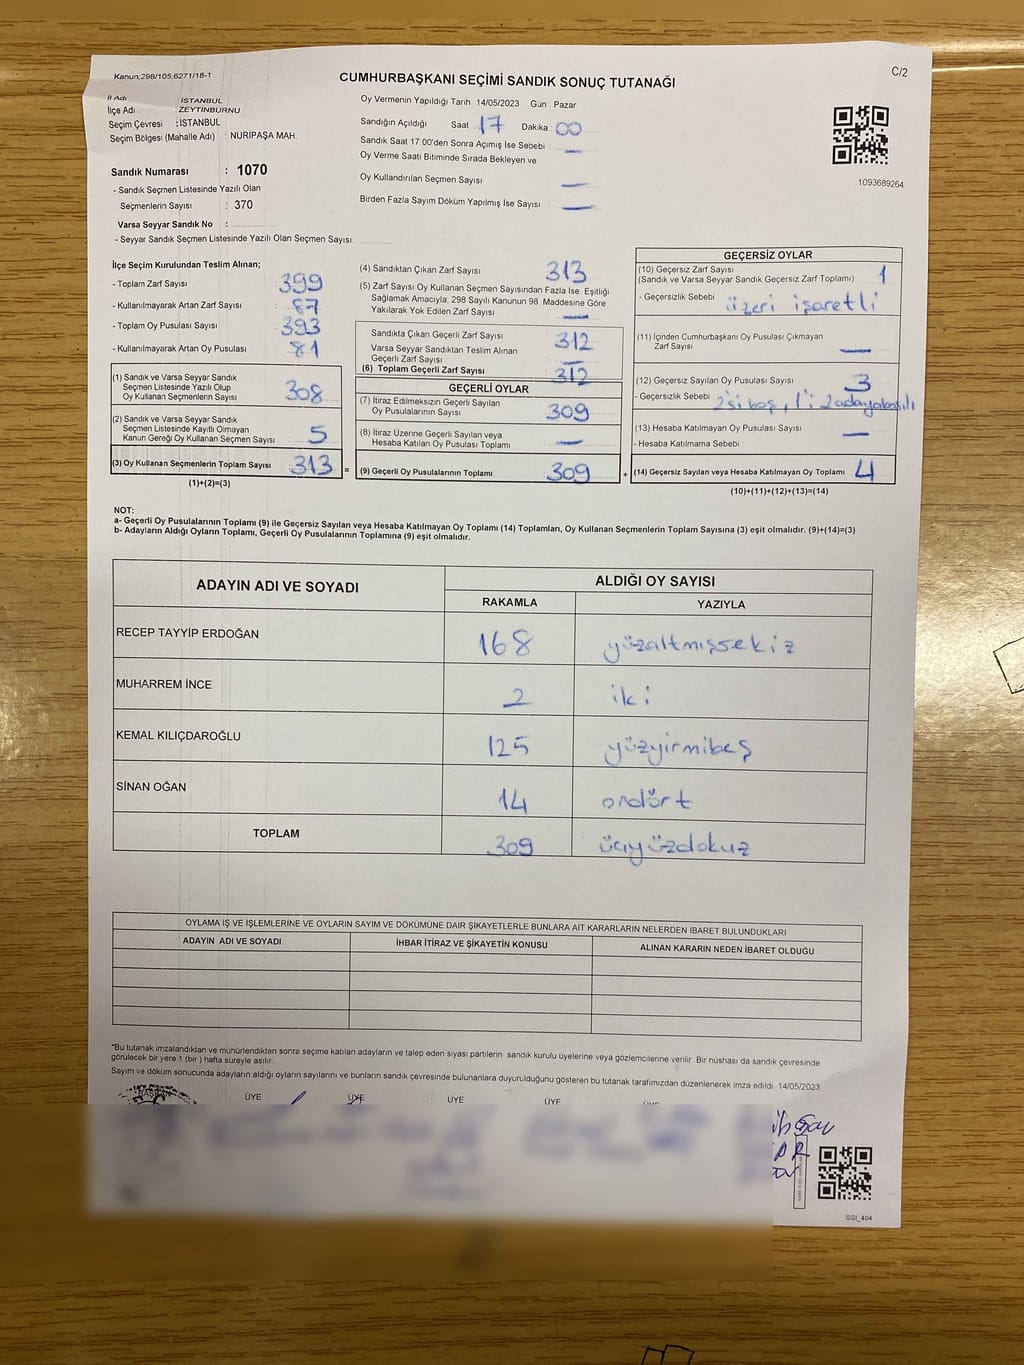 Kanun;298/105,6271/18-1
C/2
CUMHURBAŞKANI SEÇİMİ SANDIK SONUÇ TUTANAĞI
İl Adı : İSTANBUL
İlçe Adı : ZEYTİNBURNU
Seçim Çevresi : İSTANBUL
Seçim Bölgesi (Mahalle Adı) : NURİPAŞA MAH.
Sandık Numarası : 1070
- Sandık Seçmen Listesinde Yazılı Olan
Seçmenlerin Sayısı : 370
Varsa Seyyar Sandık No :
- Seyyar Sandık Seçmen Listesinde Yazılı Olan Seçmen Sayısı:
Oy Vermenin Yapıldığı Tarih 14/05/2023 Gün : Pazar
Sandığın Açıldığı Saat 17 Dakika 00
Sandık Saat 17.00'den Sonra Açımış İse Sebebi : —
Oy Verme Saati Bitiminde Sırada Bekleyen ve
Oy Kullandırılan Seçmen Sayısı —
Birden Fazla Sayım Döküm Yapılmış İse Sayısı : —
1093689264
İlçe Seçim Kurulundan Teslim Alınan;
- Toplam Zarf Sayısı 399
- Kullanılmayarak Artan Zarf Sayısı : 87
- Toplam Oy Pusulası Sayısı : 393
- Kullanılmayarak Artan Oy Pusulası : 81
(1) Sandık ve Varsa Seyyar Sandık
Seçmen Listesinde Yazılı Olup
Oy Kullanan Seçmenlerin Sayısı 308
(2) Sandık ve Varsa Seyyar Sandık
Seçmen Listesinde Kayıtlı Olmayan
Kanun Gereği Oy Kullanan Seçmen Sayısı : 5
(3) Oy Kullanan Seçmenlerin Toplam Sayısı 313 =
(1)+(2)=(3)
(4) Sandıktan Çıkan Zarf Sayısı 313
(5) Zarf Sayısı Oy Kullanan Seçmen Sayısından Fazla İse, Eşitliği
Sağlamak Amacıyla, 298 Sayılı Kanunun 98. Maddesine Göre
Yakılarak Yok Edilen Zarf Sayısı —
Sandıkta Çıkan Geçerli Zarf Sayısı 312
Varsa Seyyar Sandıktan Teslim Alınan
Geçerli Zarf Sayısı —
(6) Toplam Geçerli Zarf Sayısı 312
GEÇERLİ OYLAR
(7) İtiraz Edilmeksizin Geçerli Sayılan
Oy Pusulalarının Sayısı 309
(8) İtiraz Üzerine Geçerli Sayılan veya
Hesaba Katılan Oy Pusulası Toplamı —
(9) Geçerli Oy Pusulalarının Toplamı 309 +
GEÇERSİZ OYLAR
(10) Geçersiz Zarf Sayısı
(Sandık ve Varsa Seyyar Sandık Geçersiz Zarf Toplamı) 1
- Geçersizlik Sebebi : üzeri işaretli
(11) İçinden Cumhurbaşkanı Oy Pusulası Çıkmayan
Zarf Sayısı —
(12) Geçersiz Sayılan Oy Pusulası Sayısı 3
- Geçersizlik Sebebi : 2'si boş, 1'i 2 adayabasılı
(13) Hesaba Katılmayan Oy Pusulası Sayısı —
- Hesaba Katılmama Sebebi :
(14) Geçersiz Sayılan veya Hesaba Katılmayan Oy Toplamı 4
(10)+(11)+(12)+(13)=(14)
NOT:
a- Geçerli Oy Pusulalarının Toplamı (9) ile Geçersiz Sayılan veya Hesaba Katılmayan Oy Toplamı (14) Toplamları, Oy Kullanan Seçmenlerin Toplam Sayısına (3) eşit olmalıdır. (9)+(14)=(3)
b- Adayların Aldığı Oyların Toplamı, Geçerli Oy Pusulalarının Toplamına (9) eşit olmalıdır.
ADAYIN ADI VE SOYADI ALDIĞI OY SAYISI
RAKAMLA YAZIYLA
RECEP TAYYİP ERDOĞAN 168 yüzaltmışsekiz
MUHARREM İNCE 2 iki
KEMAL KILIÇDAROĞLU 125 yüzyirmibeş
SİNAN OĞAN 14 ondört
TOPLAM 309 üçyüzdokuz
OYLAMA İŞ VE İŞLEMLERİNE VE OYLARIN SAYIM VE DÖKÜMÜNE DAİR ŞİKAYETLERLE BUNLARA AİT KARARLARIN NELERDEN İBARET BULUNDUKLARI
ADAYIN ADI VE SOYADI İHBAR İTİRAZ VE ŞİKAYETİN KONUSU ALINAN KARARIN NEDEN İBARET OLDUĞU
*Bu tutanak imzalandıktan ve mühürlendikten sonra seçime katılan adayların ve talep eden siyasi partilerin sandık kurulu üyelerine veya gözlemcilerine verilir. Bir nüshası da sandık çevresinde
görülecek bir yere 1 (bir) hafta süreyle asılır.
Sayım ve döküm sonucunda adayların aldığı oyların sayılarını ve bunların sandık çevresinde bulunanlara duyurulduğunu gösteren bu tutanak tarafımızdan düzenlenerek imza edildi. 14/05/2023
BAŞKAN ÜYE ÜYE ÜYE ÜYE
SSI_404